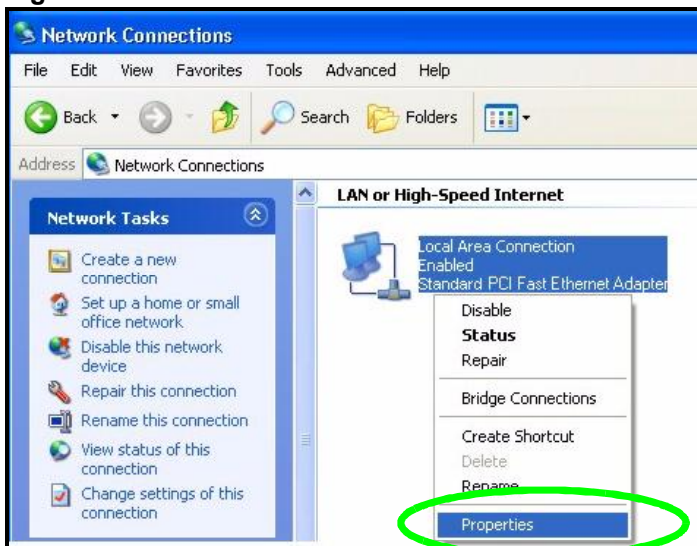 Network Connections
File Edit View Favorites Tools Advanced Help
Back Search Folders
Address Network Connections
Network Tasks
Create a new
connection
Set up a home or small
office network
Disable this network
device
Repair this connection
Rename this connection
View status of this
connection
Change settings of this
connection
LAN or High-Speed Internet
Local Area Connection
Enabled
Standard PCI Fast Ethernet Adapter
Disable
Status
Repair
Bridge Connections
Create Shortcut
Delete
Rename
Properties